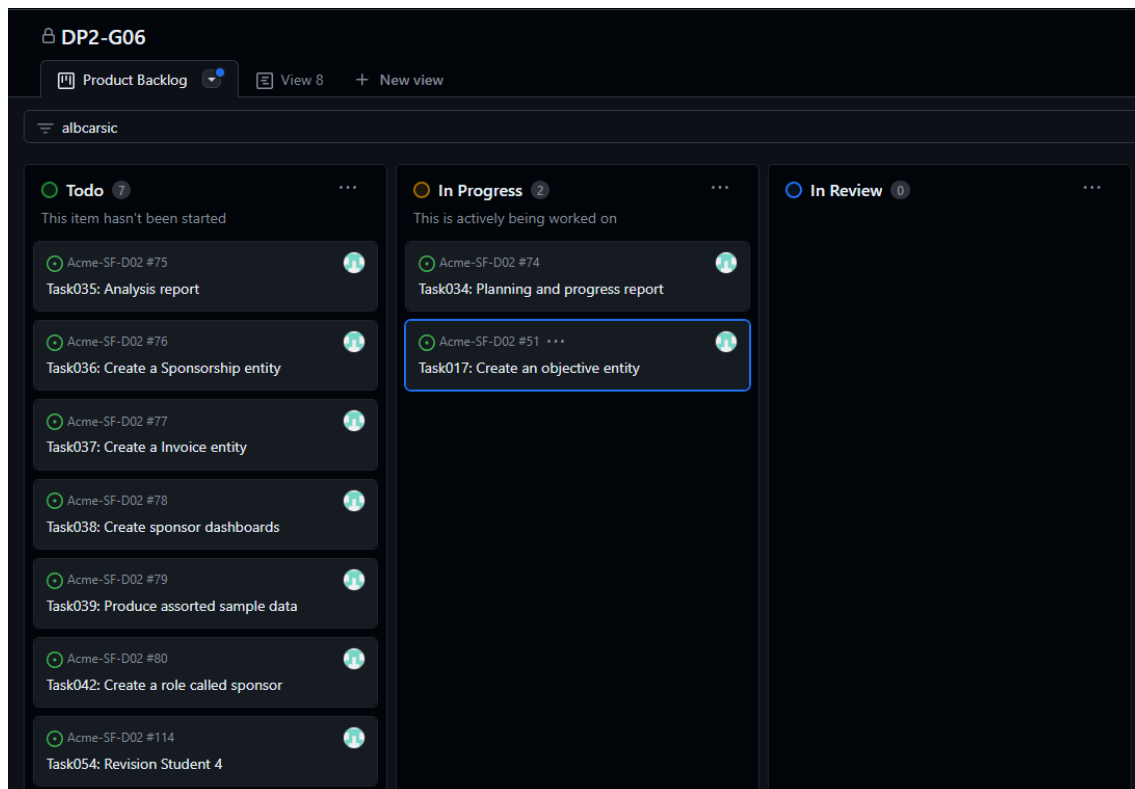 DP2-G06
Product Backlog
View 8
+ New view
albcarsic
Todo 7
This item hasn't been started
Acme-SF-D02 #75
Task035: Analysis report
Acme-SF-D02 #76
Task036: Create a Sponsorship entity
Acme-SF-D02 #77
Task037: Create a Invoice entity
Acme-SF-D02 #78
Task038: Create sponsor dashboards
Acme-SF-D02 #79
Task039: Produce assorted sample data
Acme-SF-D02 #80
Task042: Create a role called sponsor
Acme-SF-D02 #114
Task054: Revision Student 4
In Progress 2
This is actively being worked on
Acme-SF-D02 #74
Task034: Planning and progress report
Acme-SF-D02 #51
Task017: Create an objective entity
In Review 0